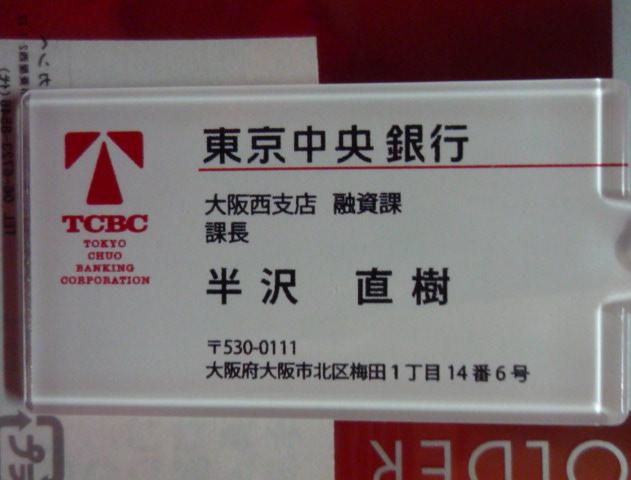 東京中央銀行
TCBC
TOKYO
CHUO
BANKING
CORPORATION
大阪西支店 融資課
課長
半沢 直樹
〒530-0111
大阪府大阪市北区梅田1丁目14番6号
OLDER
プラ